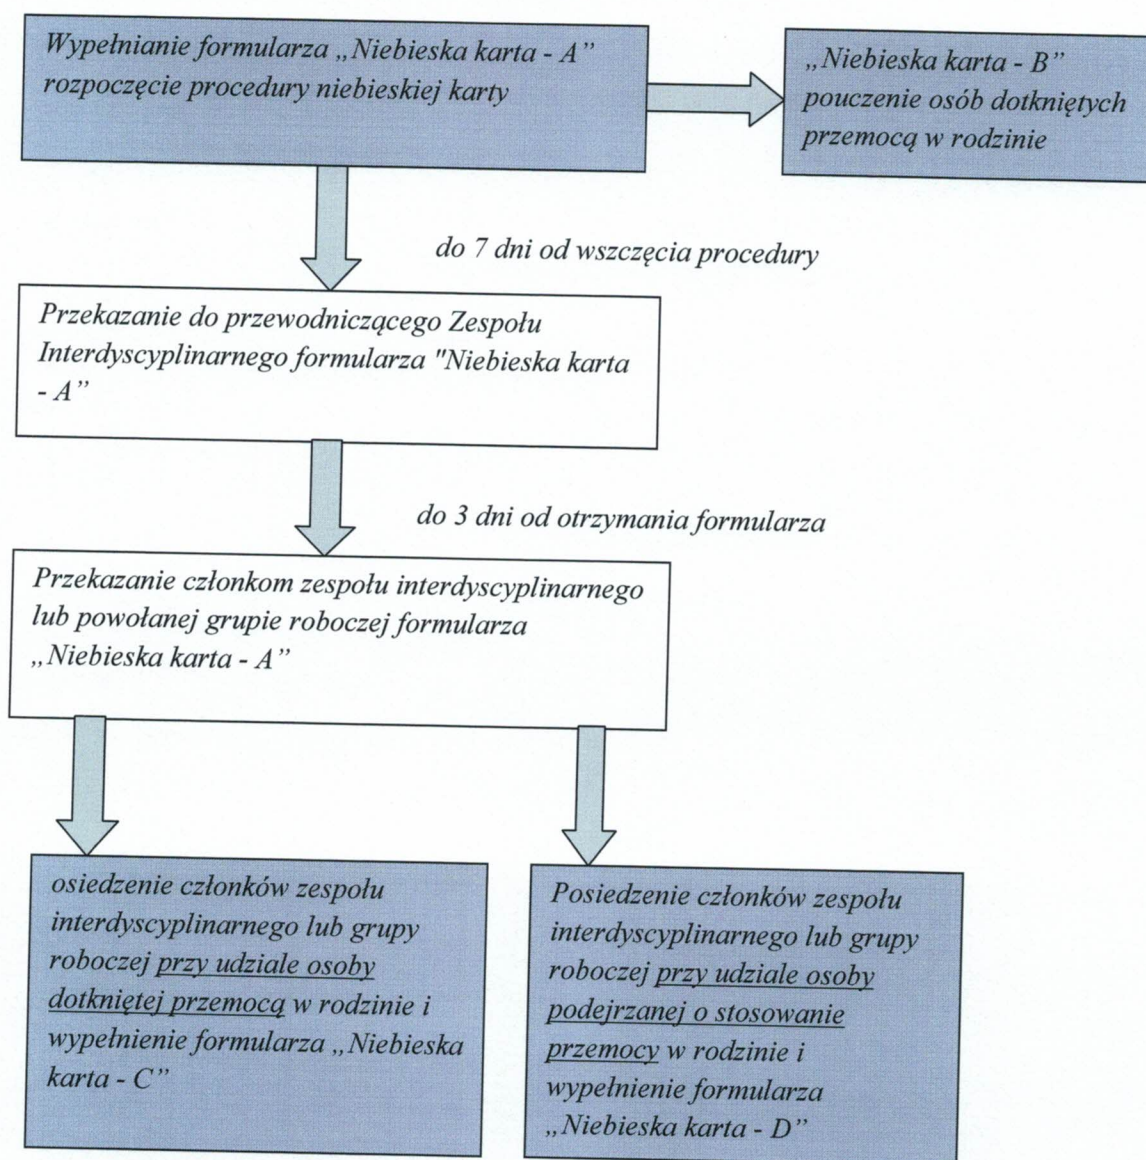 Wypełnianie formularza „Niebieska karta - A”
rozpoczęcie procedury niebieskiej karty
„Niebieska karta - B”
pouczenie osób dotkniętych
przemocą w rodzinie
do 7 dni od wszczęcia procedury
Przekazanie do przewodniczącego Zespołu
Interdyscyplinarnego formularza "Niebieska karta
- A”
do 3 dni od otrzymania formularza
Przekazanie członkom zespołu interdyscyplinarnego
lub powołanej grupie roboczej formularza
„Niebieska karta - A”
osiedzenie członków zespołu
interdyscyplinarnego lub grupy
roboczej przy udziale osoby
dotkniętej przemocą w rodzinie i
wypełnienie formularza „Niebieska
karta - C”
Posiedzenie członków zespołu
interdyscyplinarnego lub grupy
roboczej przy udziale osoby
podejrzanej o stosowanie
przemocy w rodzinie i
wypełnienie formularza
„Niebieska karta - D”